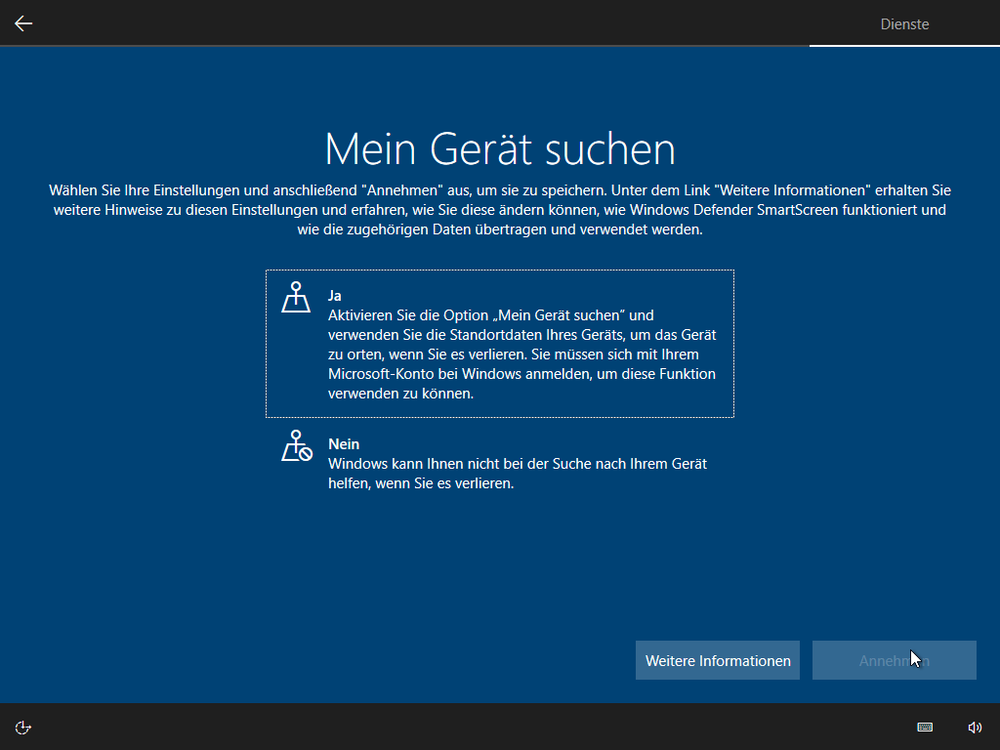 Dienste
Mein Gerät suchen
Wählen Sie Ihre Einstellungen und anschließend "Annehmen" aus, um sie zu speichern. Unter dem Link "Weitere Informationen" erhalten Sie
weitere Hinweise zu diesen Einstellungen und erfahren, wie Sie diese ändern können, wie Windows Defender SmartScreen funktioniert und
wie die zugehörigen Daten übertragen und verwendet werden.
Ja
Aktivieren Sie die Option „Mein Gerät suchen“ und
verwenden Sie die Standortdaten Ihres Geräts, um das Gerät
zu orten, wenn Sie es verlieren. Sie müssen sich mit Ihrem
Microsoft-Konto bei Windows anmelden, um diese Funktion
verwenden zu können.
Nein
Windows kann Ihnen nicht bei der Suche nach Ihrem Gerät
helfen, wenn Sie es verlieren.
Weitere Informationen
Annehmen